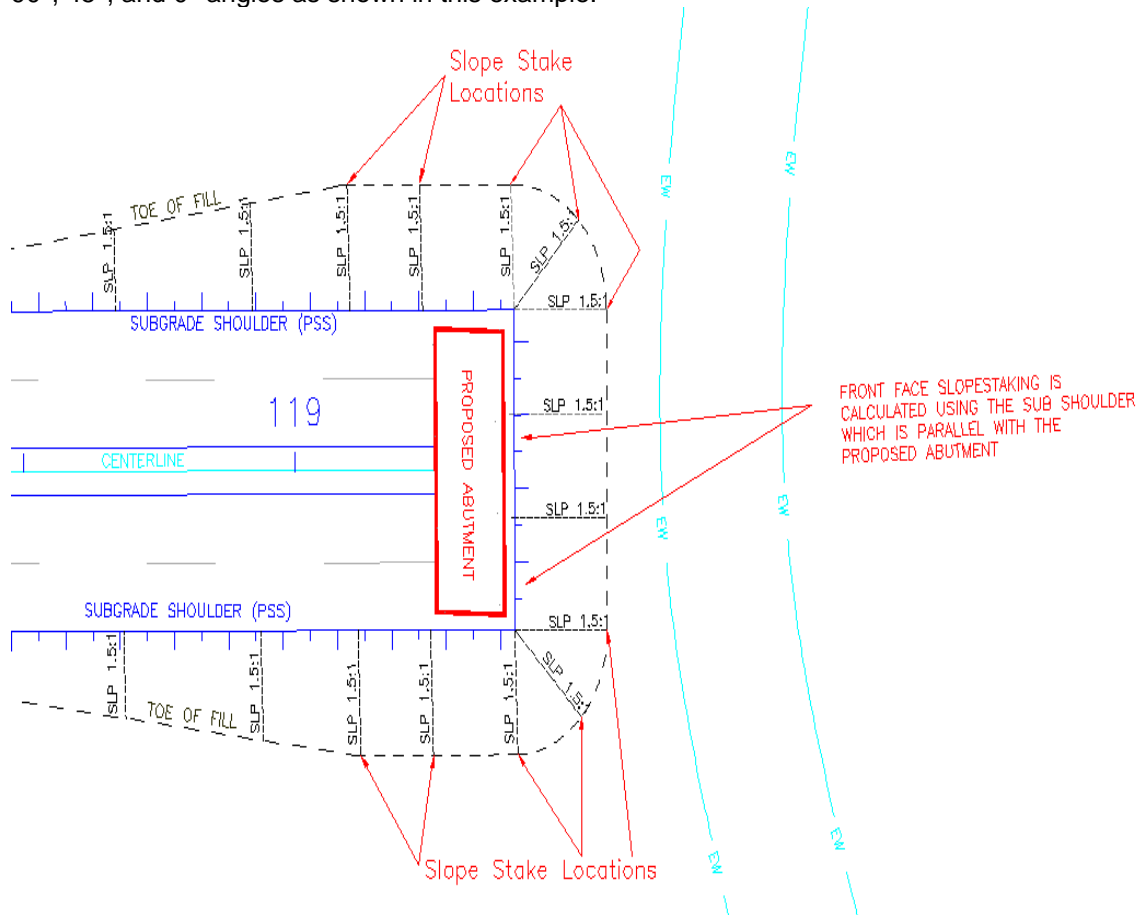 Slope Stake
Locations
EW
EW
TOE OF FILL
SLP 1.5:1
SLP 1.5:1
SLP 1.5:1
SLP 1.5:1
SLP 1.5:1
SLP 1.5:1
SLP 1.5:1
SUBGRADE SHOULDER (PSS)
PROPOSED ABUTMENT
119
SLP 1.5:1
FRONT FACE SLOPESTAKING IS
CALCULATED USING THE SUB SHOULDER
WHICH IS PARALLEL WITH THE
PROPOSED ABUTMENT
CENTERLINE
SLP 1.5:1
EW
EW
SUBGRADE SHOULDER (PSS)
SLP 1.5:1
SLP 1.5:1
SLP 1.5:1
SLP 1.5:1
SLP 1.5:1
SLP 1.5:1
SLP 1.5:1
TOE OF FILL
EW
EW
Slope Stake Locations